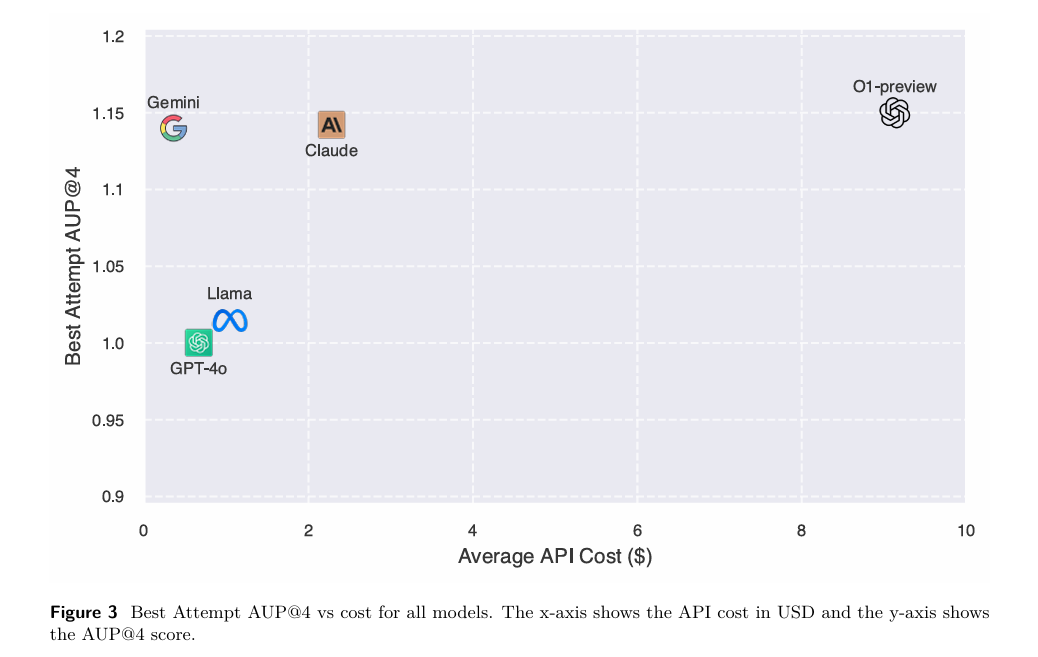 1.2
1.15
1.1
1.05
1.0
0.95
0.9
Best Attempt AUP@4
Gemini
Claude
O1-preview
Llama
GPT-4o
0 2 4 6 8 10
Average API Cost ($)
Figure 3 Best Attempt AUP@4 vs cost for all models. The x-axis shows the API cost in USD and the y-axis shows
the AUP@4 score.